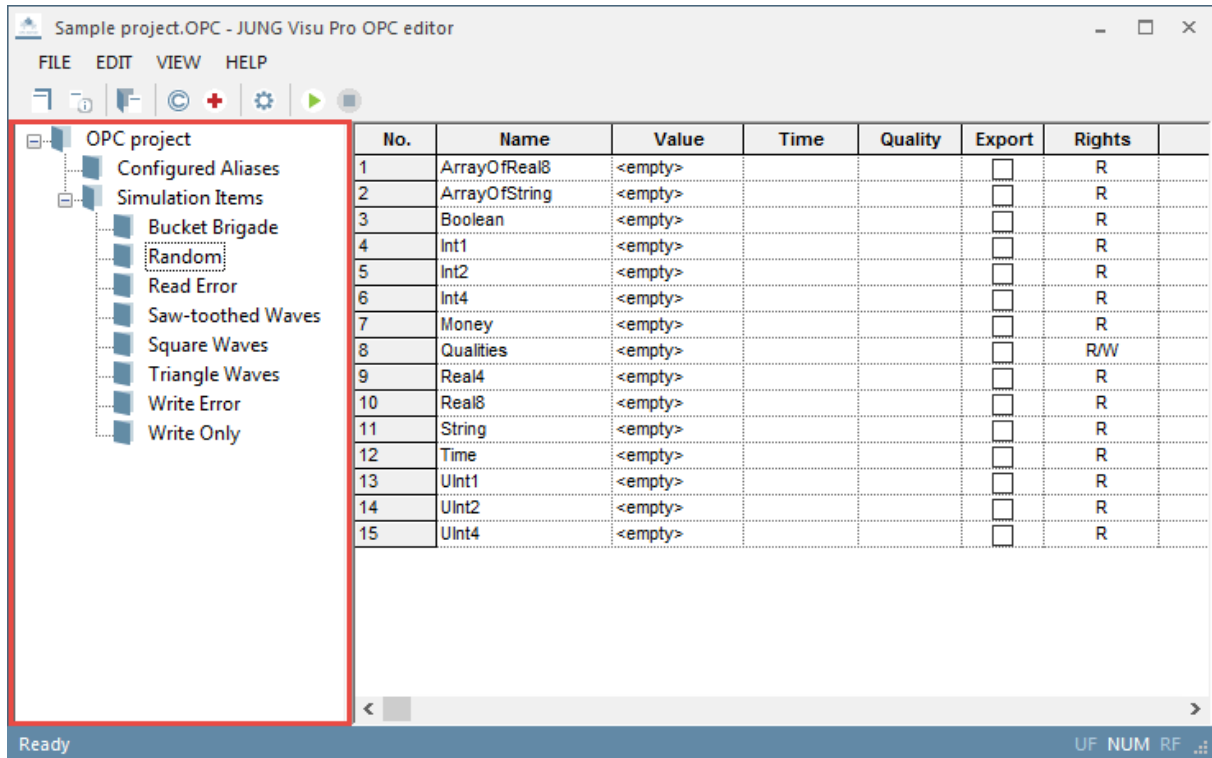 Sample project.OPC - JUNG Visu Pro OPC editor
FILE EDIT VIEW HELP
OPC project
Configured Aliases
Simulation Items
Bucket Brigade
Random
Read Error
Saw-toothed Waves
Square Waves
Triangle Waves
Write Error
Write Only
No. Name Value Time Quality Export Rights
1 ArrayOfReal8 <empty> R
2 ArrayOfString <empty> R
3 Boolean <empty> R
4 Int1 <empty> R
5 Int2 <empty> R
6 Int4 <empty> R
7 Money <empty> R
8 Qualities <empty> R/W
9 Real4 <empty> R
10 Real8 <empty> R
11 String <empty> R
12 Time <empty> R
13 UInt1 <empty> R
14 UInt2 <empty> R
15 UInt4 <empty> R
Ready UF NUM RF